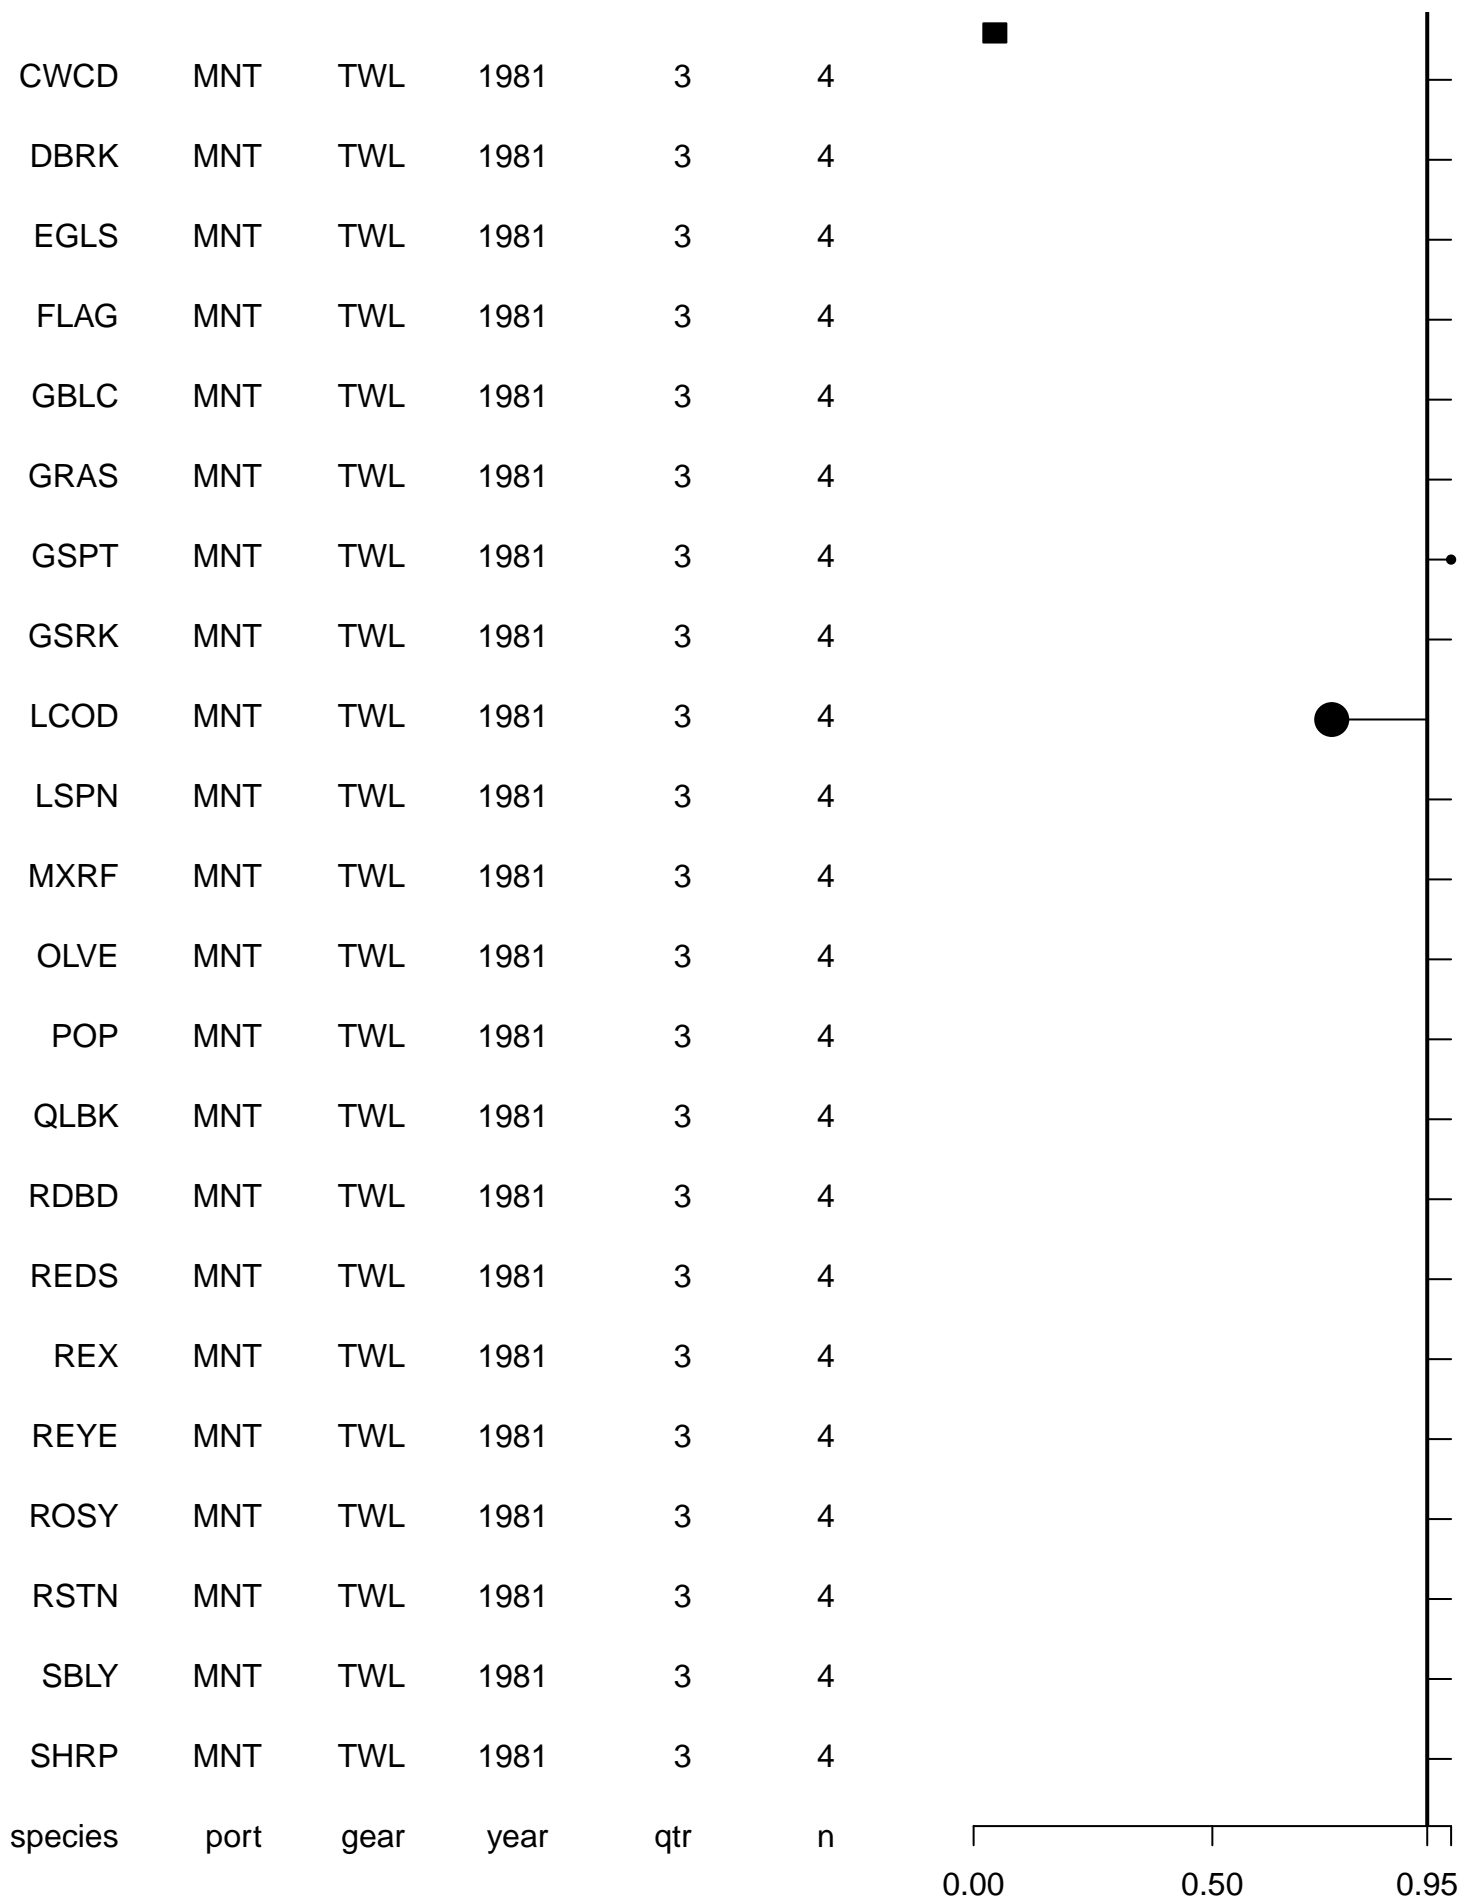 CWCD MNT TWL 1981 3 4
DBRK MNT TWL 1981 3 4
EGLS MNT TWL 1981 3 4
FLAG MNT TWL 1981 3 4
GBLC MNT TWL 1981 3 4
GRAS MNT TWL 1981 3 4
GSPT MNT TWL 1981 3 4
GSRK MNT TWL 1981 3 4
LCOD MNT TWL 1981 3 4
LSPN MNT TWL 1981 3 4
MXRF MNT TWL 1981 3 4
OLVE MNT TWL 1981 3 4
POP MNT TWL 1981 3 4
QLBK MNT TWL 1981 3 4
RDBD MNT TWL 1981 3 4
REDS MNT TWL 1981 3 4
REX MNT TWL 1981 3 4
REYE MNT TWL 1981 3 4
ROSY MNT TWL 1981 3 4
RSTN MNT TWL 1981 3 4
SBLY MNT TWL 1981 3 4
SHRP MNT TWL 1981 3 4
species port gear year qtr n
0.00 0.50 0.95